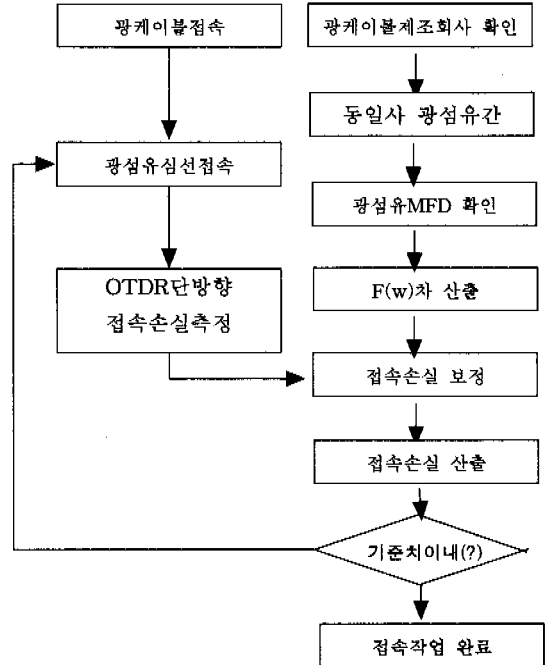 광케이블접속
광케이블제조회사 확인
동일사 광섬유간
광섬유심선접속
광섬유MFD 확인
OTDR단방향
접속손실측정
F(w)차 산출
접속손실 보정
접속손실 산출
기준치이내(?)
접속작업 완료